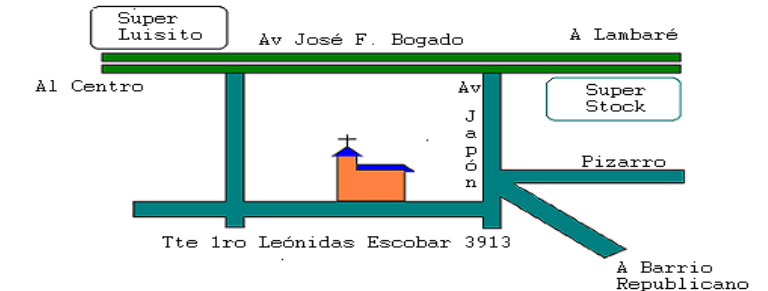 Super
Luisito
Av José F. Bogado
A Lambaré
Al Centro
Av Japón
Super
Stock
Pizarro
Tte 1ro Leónidas Escobar 3913
A Barrio
Republicano